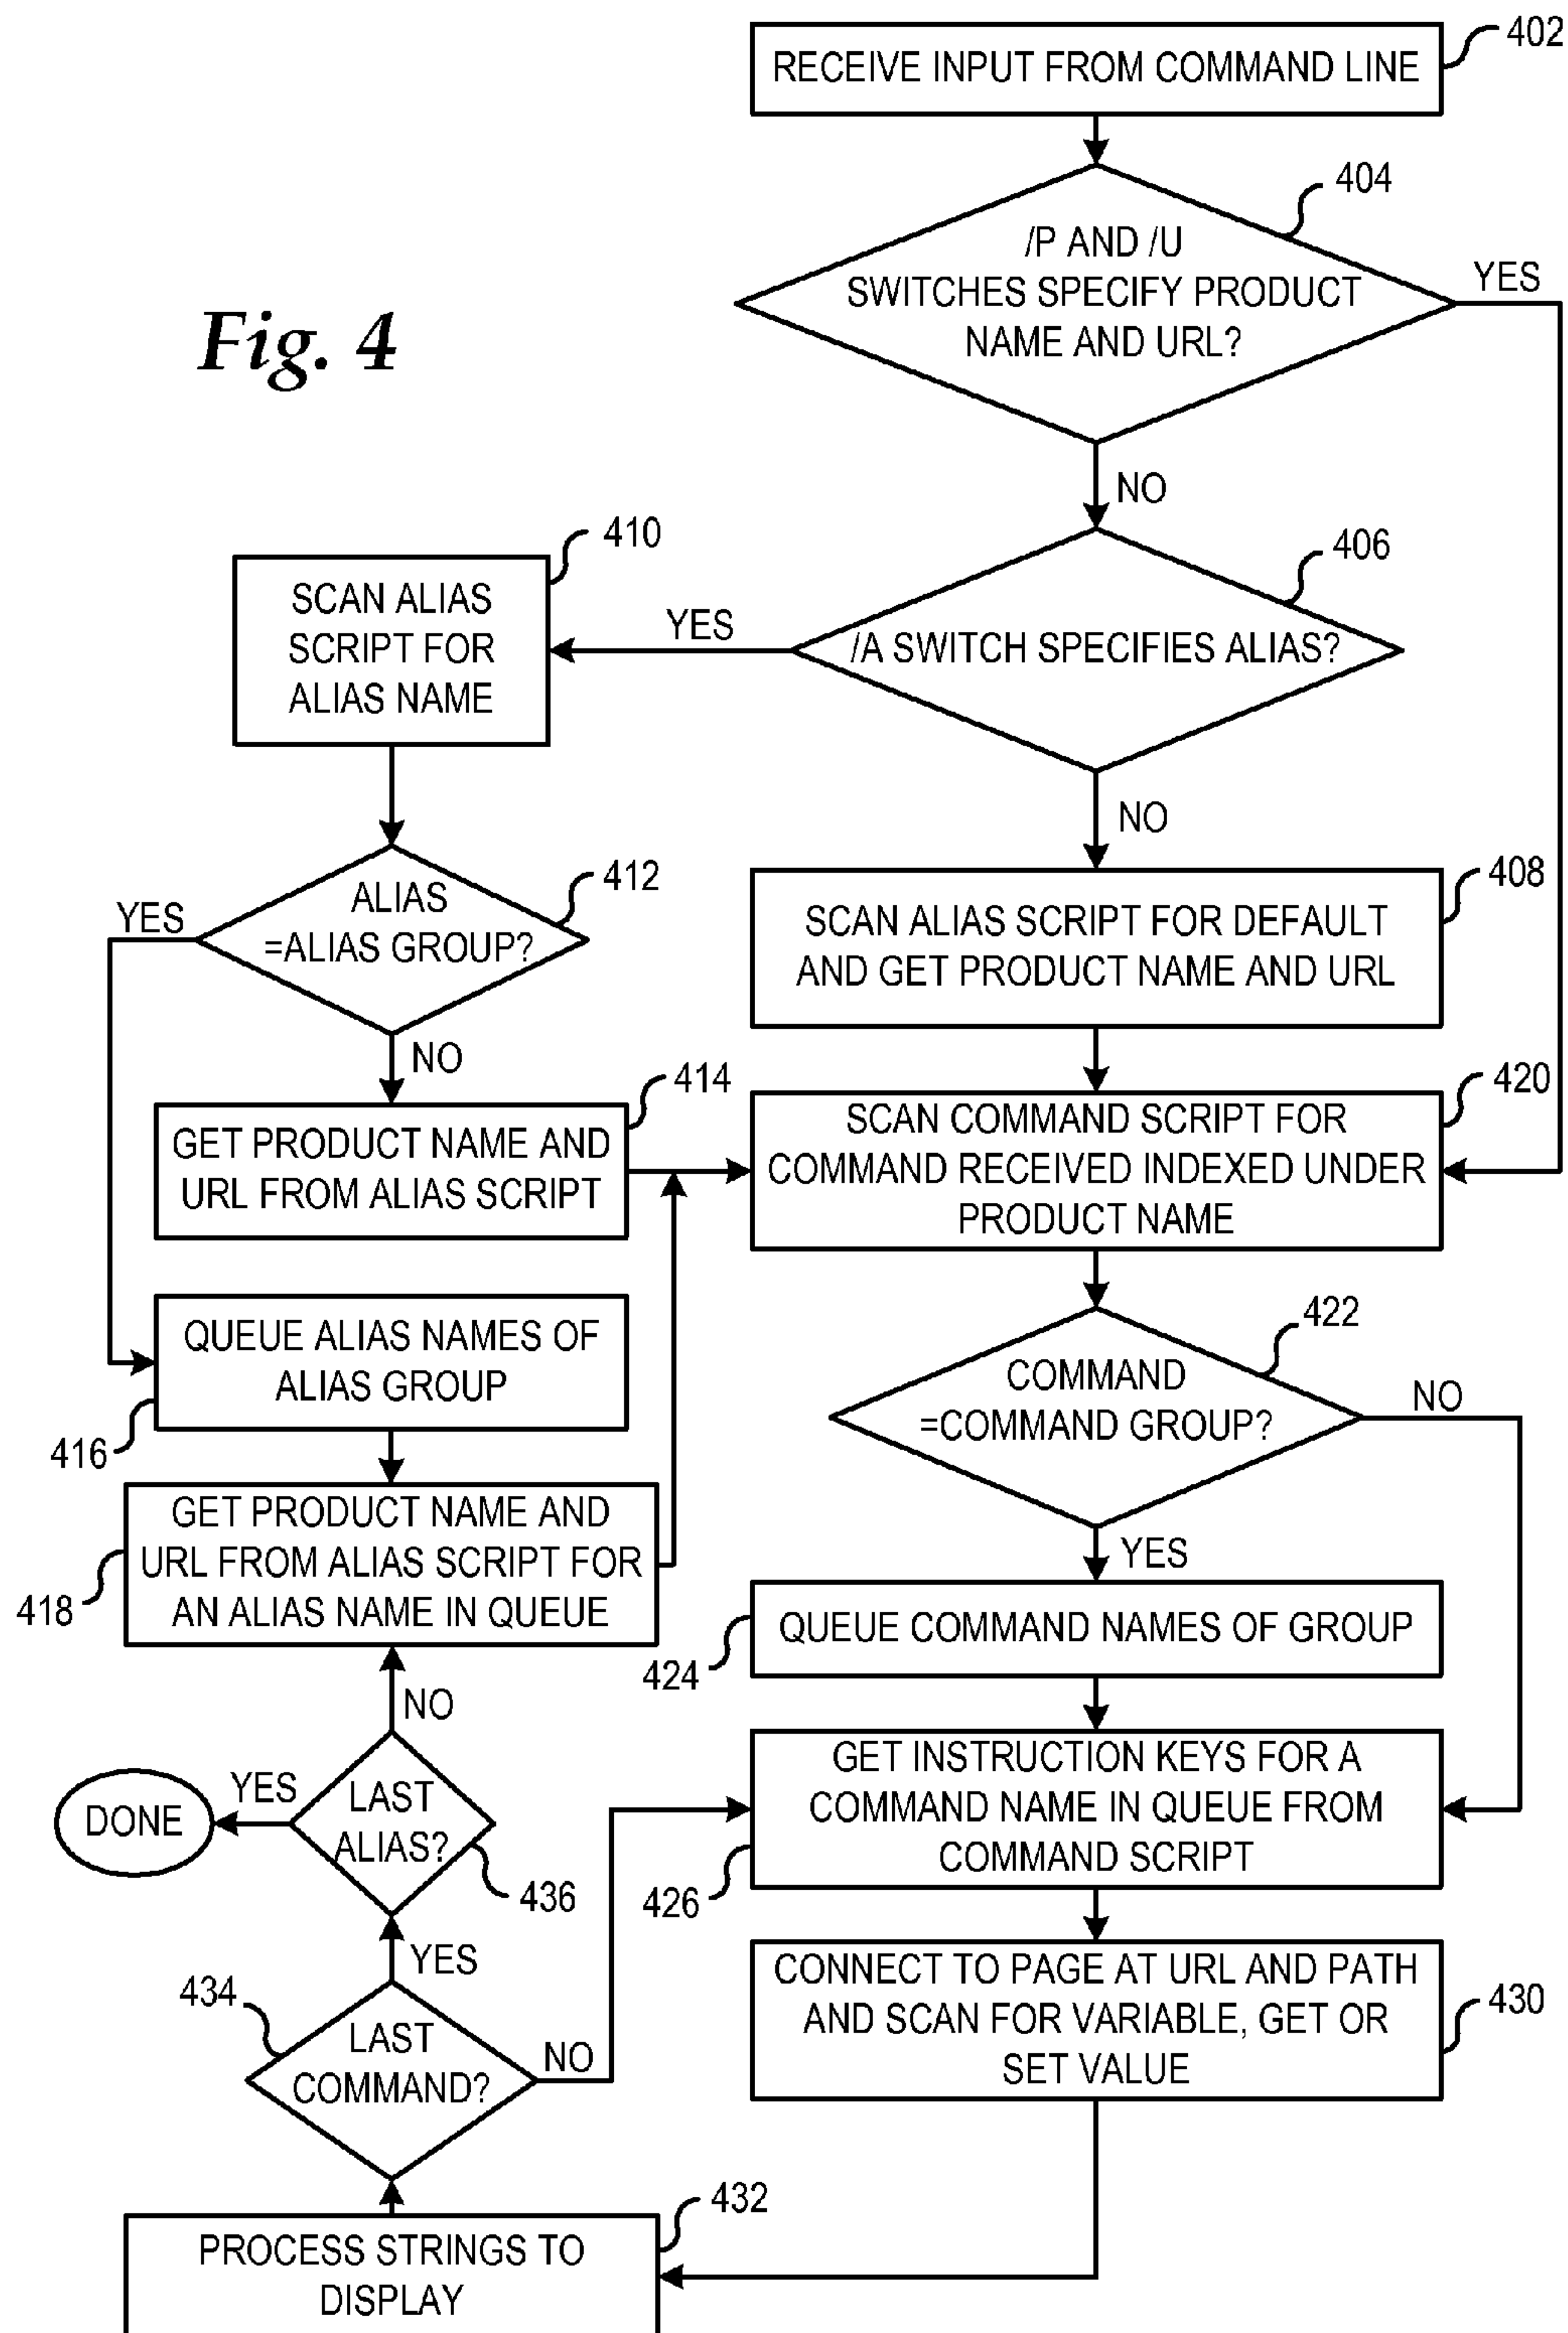 Fig. 4
RECEIVE INPUT FROM COMMAND LINE
402
/P AND /U
SWITCHES SPECIFY PRODUCT
NAME AND URL?
404
YES
NO
/A SWITCH SPECIFIES ALIAS?
406
YES
NO
SCAN ALIAS
SCRIPT FOR
ALIAS NAME
410
SCAN ALIAS SCRIPT FOR DEFAULT
AND GET PRODUCT NAME AND URL
408
ALIAS
=ALIAS GROUP?
412
YES
NO
GET PRODUCT NAME AND
URL FROM ALIAS SCRIPT
414
SCAN COMMAND SCRIPT FOR
COMMAND RECEIVED INDEXED UNDER
PRODUCT NAME
420
QUEUE ALIAS NAMES OF
ALIAS GROUP
416
COMMAND
=COMMAND GROUP?
422
NO
YES
GET PRODUCT NAME AND
URL FROM ALIAS SCRIPT FOR
AN ALIAS NAME IN QUEUE
418
QUEUE COMMAND NAMES OF GROUP
424
NO
LAST
ALIAS?
436
YES
DONE
GET INSTRUCTION KEYS FOR A
COMMAND NAME IN QUEUE FROM
COMMAND SCRIPT
426
YES
LAST
COMMAND?
434
NO
CONNECT TO PAGE AT URL AND PATH
AND SCAN FOR VARIABLE, GET OR
SET VALUE
430
PROCESS STRINGS TO
DISPLAY
432